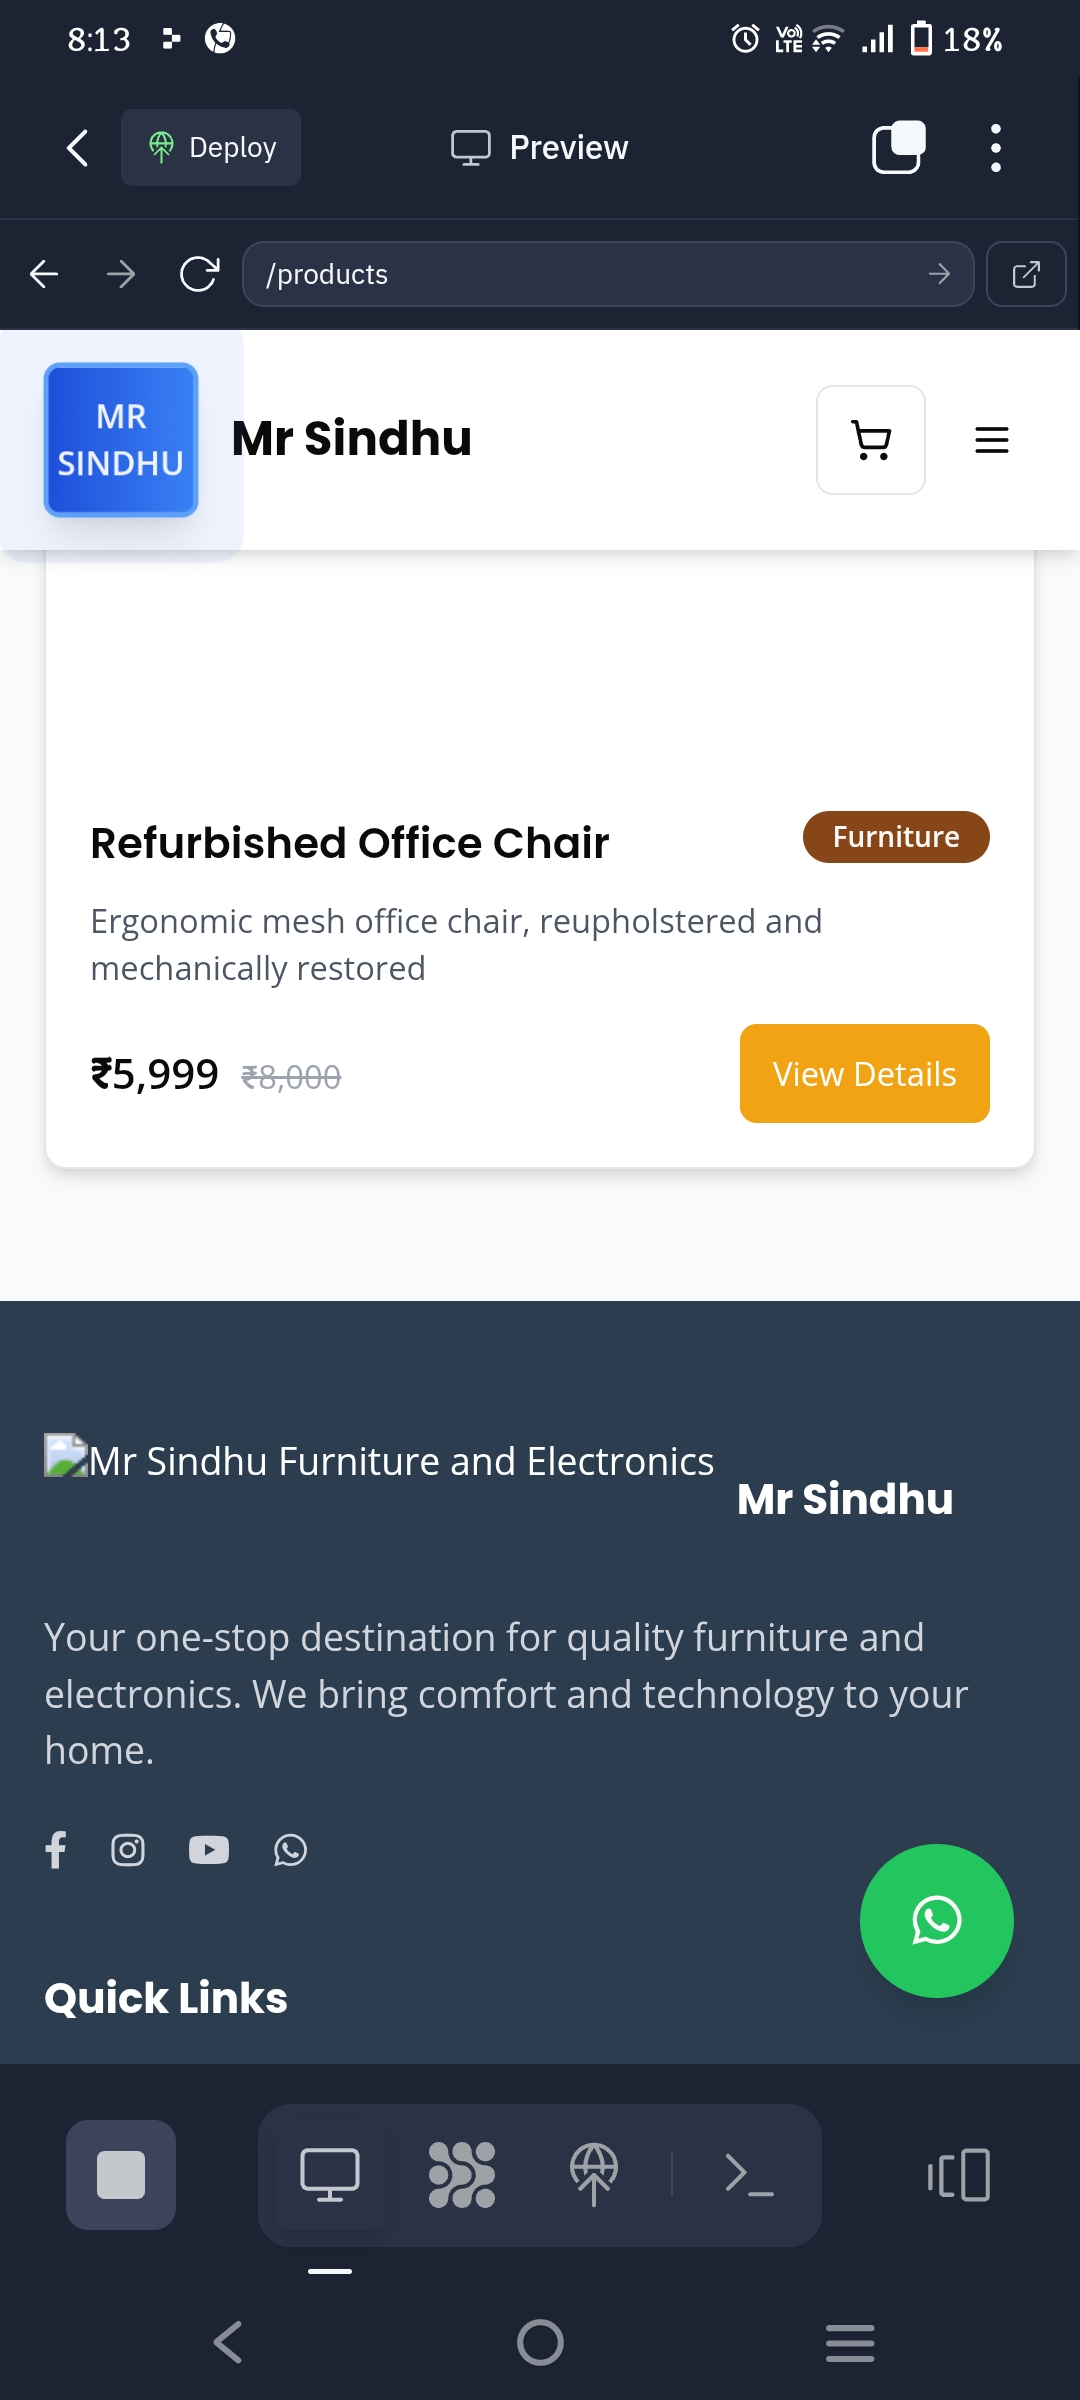 8:13
Vo)) LTE
18%
Deploy
Preview
/products
MR
SINDHU
Mr Sindhu
Refurbished Office Chair
Furniture
Ergonomic mesh office chair, reupholstered and
mechanically restored
₹5,999 ₹8,000
View Details
Mr Sindhu Furniture and Electronics
Mr Sindhu
Your one-stop destination for quality furniture and
electronics. We bring comfort and technology to your
home.
Quick Links